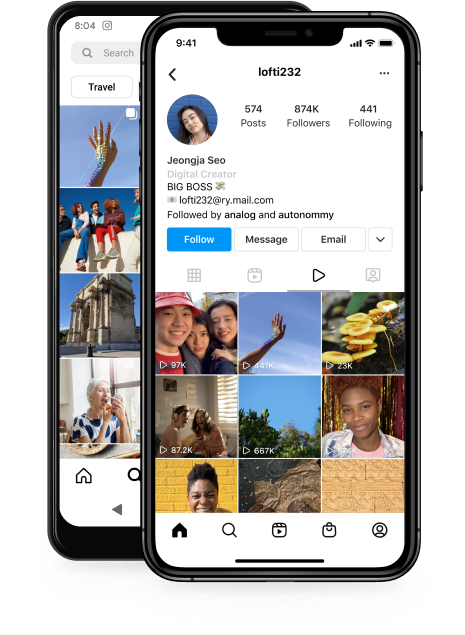 8:04
Search
Travel
9:41
lofti232
574 874K 441
Posts Followers Following
Jeongja Seo
Digital Creator
BIG BOSS 💸
📧 lofti232@ry.mail.com
Followed by analog and autonommy
Follow Message Email
97K 441K 23K
87.2K 667K